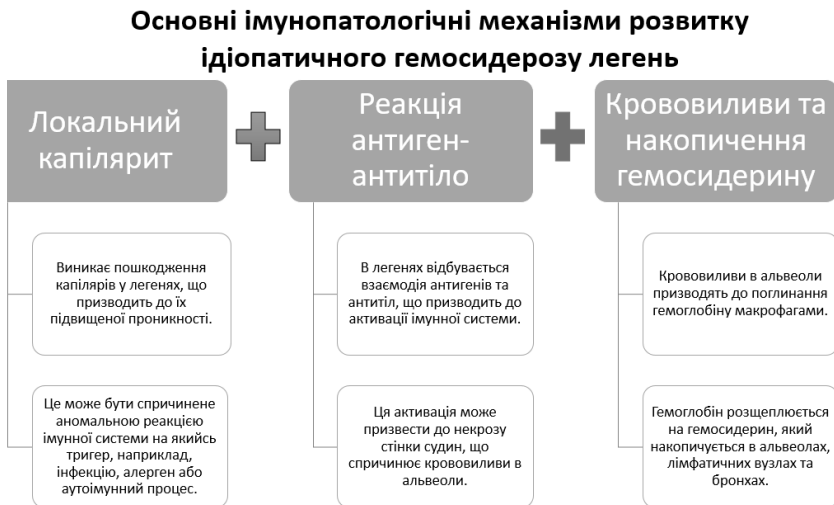 Основні імунопатологічні механізми розвитку
ідіопатичного гемосидерозу легень
Локальний
капілярит
Виникає пошкодження
капілярів у легенях, що
призводить до їх
підвищеної проникності.
Це може бути спричинене
аномальною реакцією
імунної системи на якийсь
тригер, наприклад,
інфекцію, алерген або
аутоімунний процес.
Реакція
антиген-
антитіло
В легенях відбувається
взаємодія антигенів та
антитіл, що призводить до
активації імунної системи.
Ця активація може
призвести до некрозу
стінки судин, що
спричинює крововиливи в
альвеоли.
Крововиливи та
накопичення
гемосидерину
Крововиливи в альвеоли
призводять до поглинання
гемоглобіну макрофагами.
Гемоглобін розщеплюється
на гемосидерин, який
накопичується в альвеолах,
лімфатичних вузлах та
бронхах.